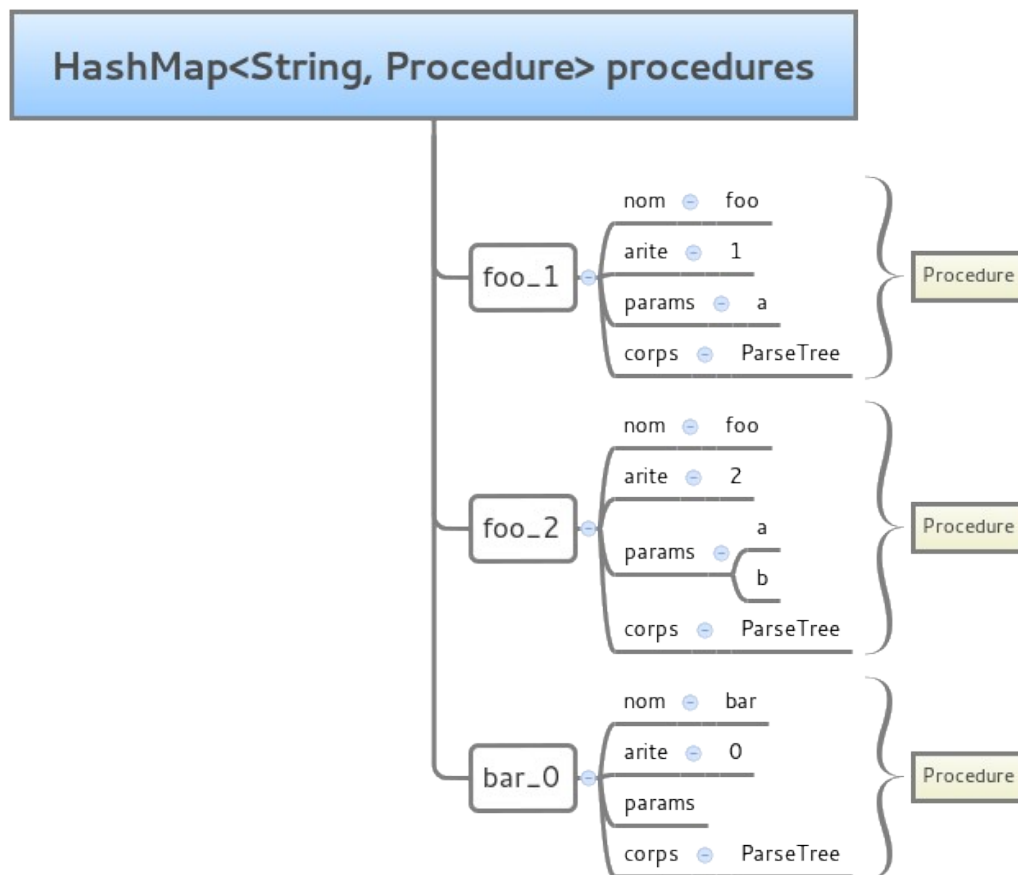 HashMap<String, Procedure> procedures
foo_1
nom foo
arite 1
params a
corps ParseTree
Procedure
foo_2
nom foo
arite 2
params
a
b
corps ParseTree
Procedure
bar_0
nom bar
arite 0
params
corps ParseTree
Procedure